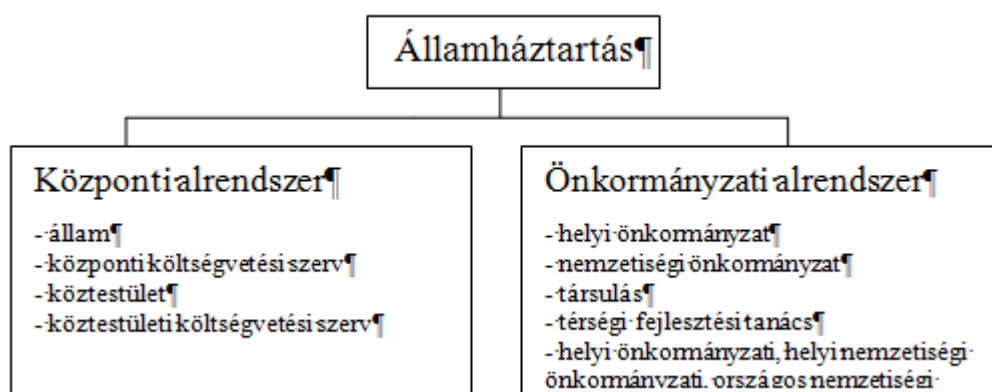 Államháztartás¶
Központi alrendszer¶
- állam¶
- központi költségvetési szerv¶
- köztestület¶
- köztestületi költségvetési szerv¶
Önkormányzati alrendszer¶
- helyi önkormányzat¶
- nemzetiségi önkormányzat¶
- társulás¶
- térségi fejlesztési tanács¶
- helyi önkormányzati, helyi nemzetiségi
önkormányzati, országos nemzetiségi